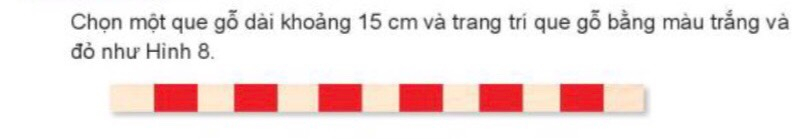 Chọn một que gỗ dài khoảng 15 cm và trang trí que gỗ bằng màu trắng và
đỏ như Hình 8.